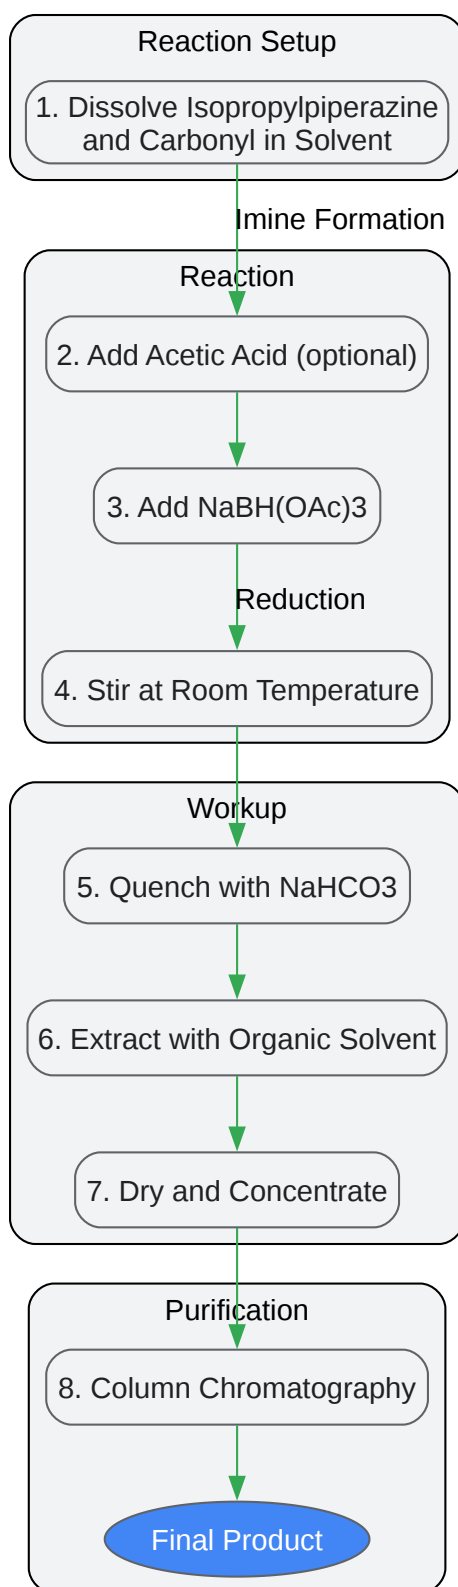 Reaction Setup
1. Dissolve Isopropylpiperazine
and Carbonyl in Solvent
Imine Formation
Reaction
2. Add Acetic Acid (optional)
3. Add NaBH(OAc)3
Reduction
4. Stir at Room Temperature
Workup
5. Quench with NaHCO3
6. Extract with Organic Solvent
7. Dry and Concentrate
Purification
8. Column Chromatography
Final Product